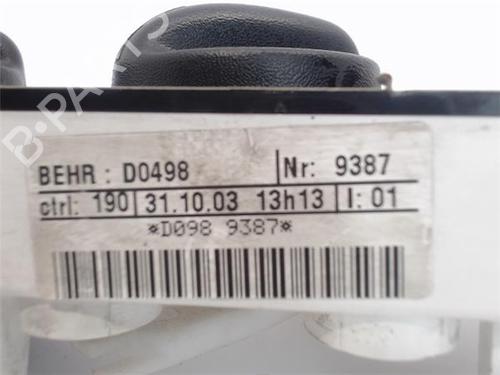 B-PARTS
BEHR : D0498 Nr: 9387
ctrl: 190 31.10.03 13h13 I: 01
*D098 9387*